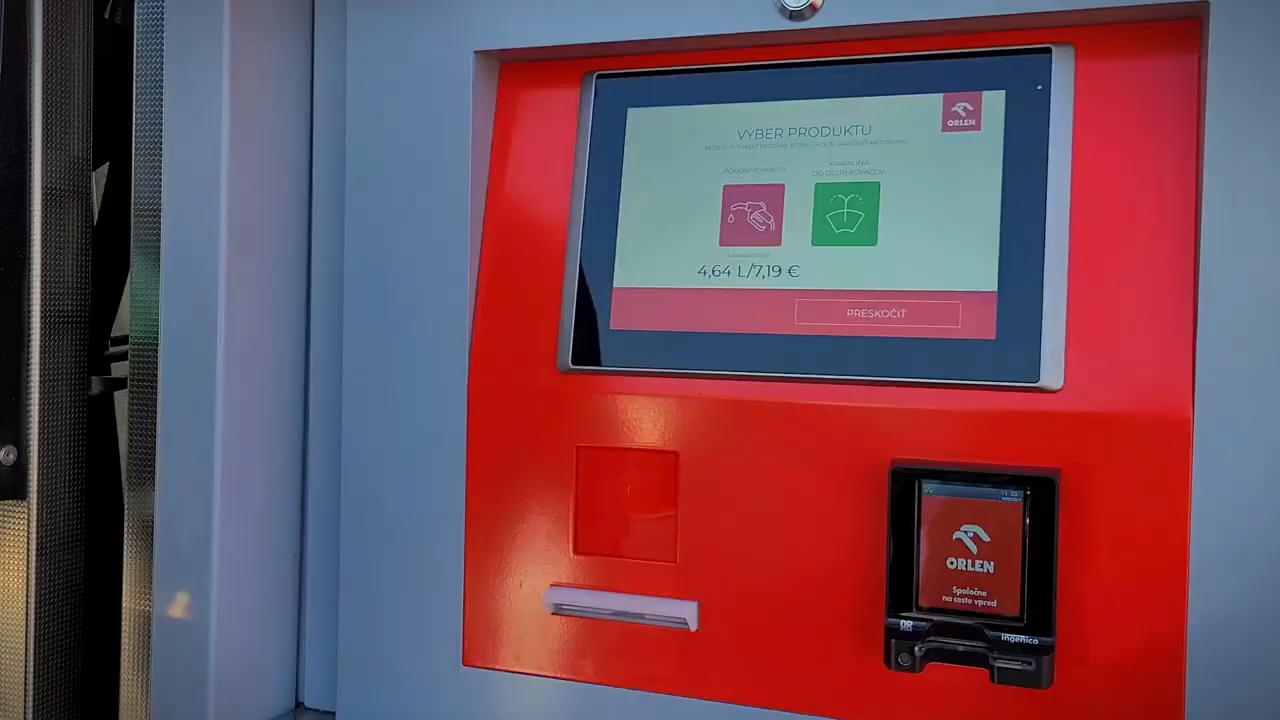 ORLEN
VÝBER PRODUKTU
POHONNÉ HMOTY
KVAPALINA
DO OSTREKOVAČOV
4,64 L/7,19 €
PRESKOČIŤ
ORLEN
Spoločne
na ceste vpred
ingenico